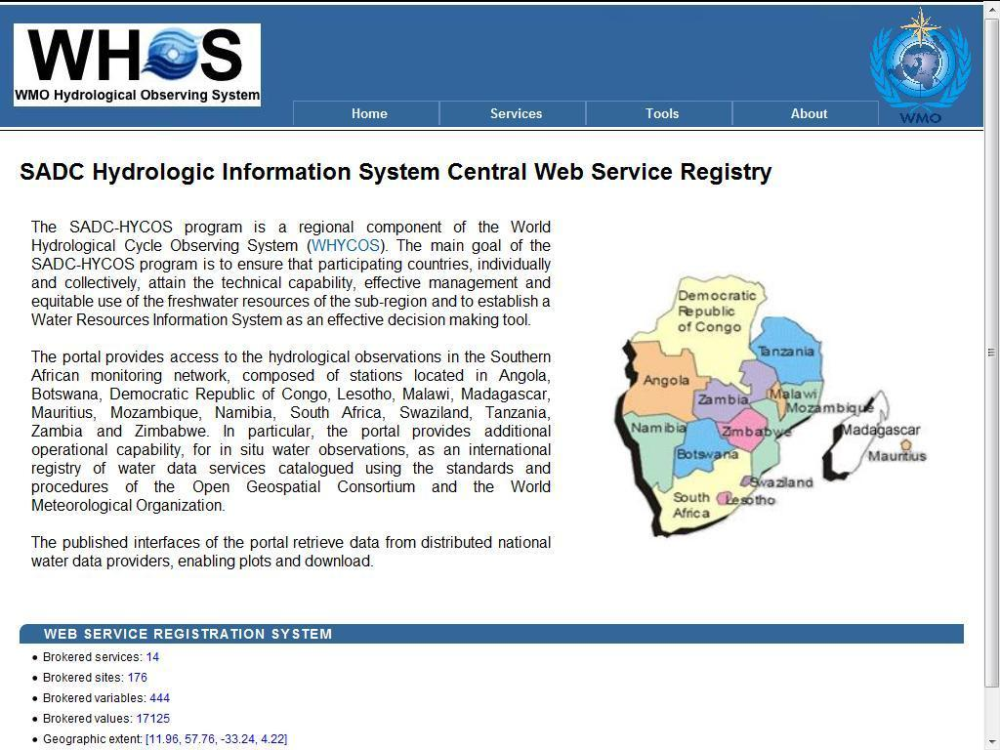 WHOS
WMO Hydrological Observing System
WMO
Home Services Tools About
SADC Hydrologic Information System Central Web Service Registry
The SADC-HYCOS program is a regional component of the World
Hydrological Cycle Observing System (WHYCOS). The main goal of the
SADC-HYCOS program is to ensure that participating countries, individually
and collectively, attain the technical capability, effective management and
equitable use of the freshwater resources of the sub-region and to establish a
Water Resources Information System as an effective decision making tool.
The portal provides access to the hydrological observations in the Southern
African monitoring network, composed of stations located in Angola,
Botswana, Democratic Republic of Congo, Lesotho, Malawi, Madagascar,
Mauritius, Mozambique, Namibia, South Africa, Swaziland, Tanzania,
Zambia and Zimbabwe. In particular, the portal provides additional
operational capability, for in situ water observations, as an international
registry of water data services catalogued using the standards and
procedures of the Open Geospatial Consortium and the World
Meteorological Organization.
The published interfaces of the portal retrieve data from distributed national
water data providers, enabling plots and download.
Democratic
Republic
of Congo
Tanzania
Angola
Zambia
Malawi
Mozambique
Namibia
Zimbabwe
Madagascar
Botswana
Mauritius
Swaziland
South
Africa
Lesotho
WEB SERVICE REGISTRATION SYSTEM
• Brokered services: 14
• Brokered sites: 176
• Brokered variables: 444
• Brokered values: 17125
• Geographic extent: [11.96, 57.76, -33.24, 4.22]